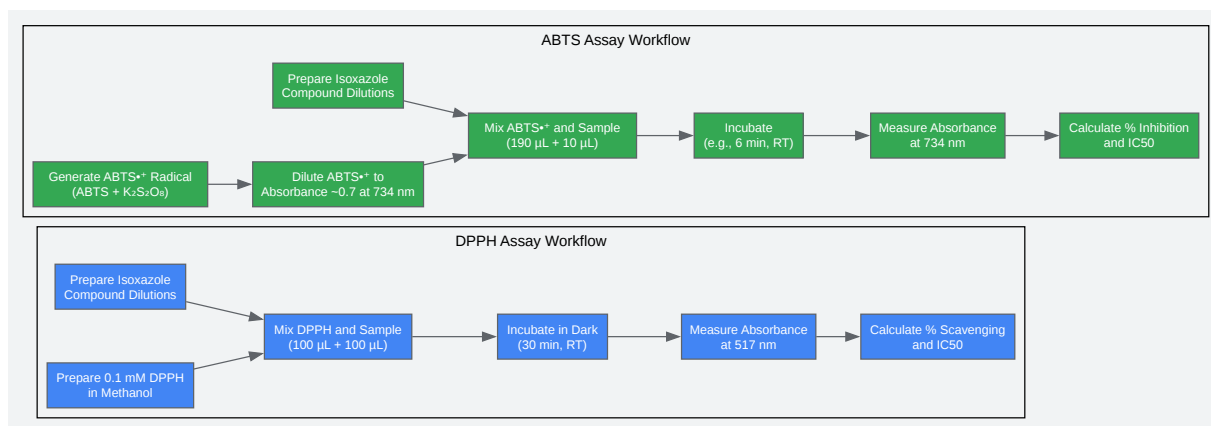 ABTS Assay Workflow
Prepare Isoxazole
Compound Dilutions
Generate ABTS•⁺ Radical
(ABTS + K₂S₂O₈)
Dilute ABTS•⁺ to
Absorbance ~0.7 at 734 nm
Mix ABTS•⁺ and Sample
(190 µL + 10 µL)
Incubate
(e.g., 6 min, RT)
Measure Absorbance
at 734 nm
Calculate % Inhibition
and IC50
DPPH Assay Workflow
Prepare Isoxazole
Compound Dilutions
Prepare 0.1 mM DPPH
in Methanol
Mix DPPH and Sample
(100 µL + 100 µL)
Incubate in Dark
(30 min, RT)
Measure Absorbance
at 517 nm
Calculate % Scavenging
and IC50